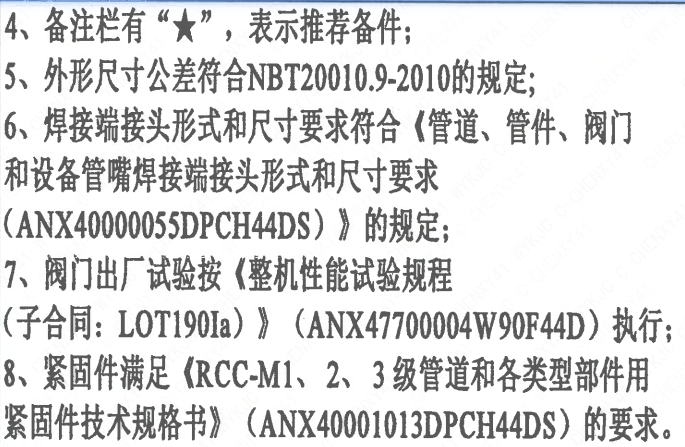 4、备注栏有“★”，表示推荐备件；
5、外形尺寸公差符合NBT20010.9-2010的规定;
6、焊接端接头形式和尺寸要求符合《管道、管件、阀门
和设备管嘴焊接端接头形式和尺寸要求
（ANX40000055DPCH44DS）》的规定；
7、阀门出厂试验按《整机性能试验规程
（子合同：LOT190Ia）》（ANX47700004W90F44D）执行；
8、紧固件满足《RCC-M1、2、3级管道和各类型部件用
紧固件技术规格书》（ANX40001013DPCH44DS）的要求。